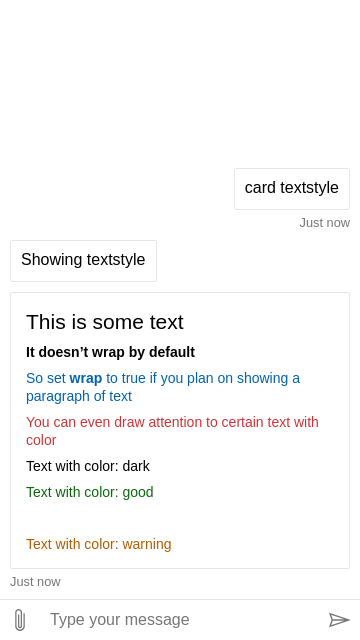 card textstyle
Just now
Showing textstyle
This is some text
It doesn’t wrap by default
So set wrap to true if you plan on showing a
paragraph of text
You can even draw attention to certain text with
color
Text with color: dark
Text with color: good
Text with color: warning
Just now
Type your message